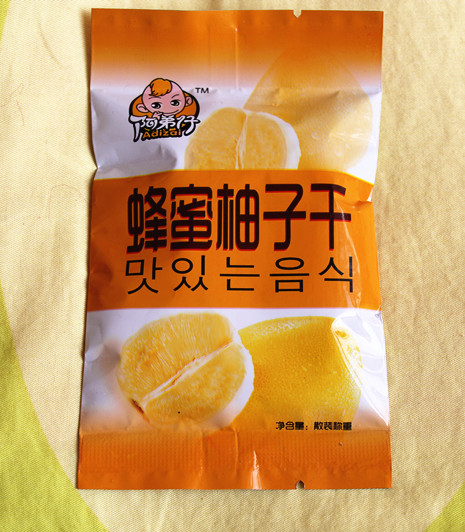 TM
阿弟仔
Adizai
蜂蜜柚子干
맛있는음식
净含量：散装称重